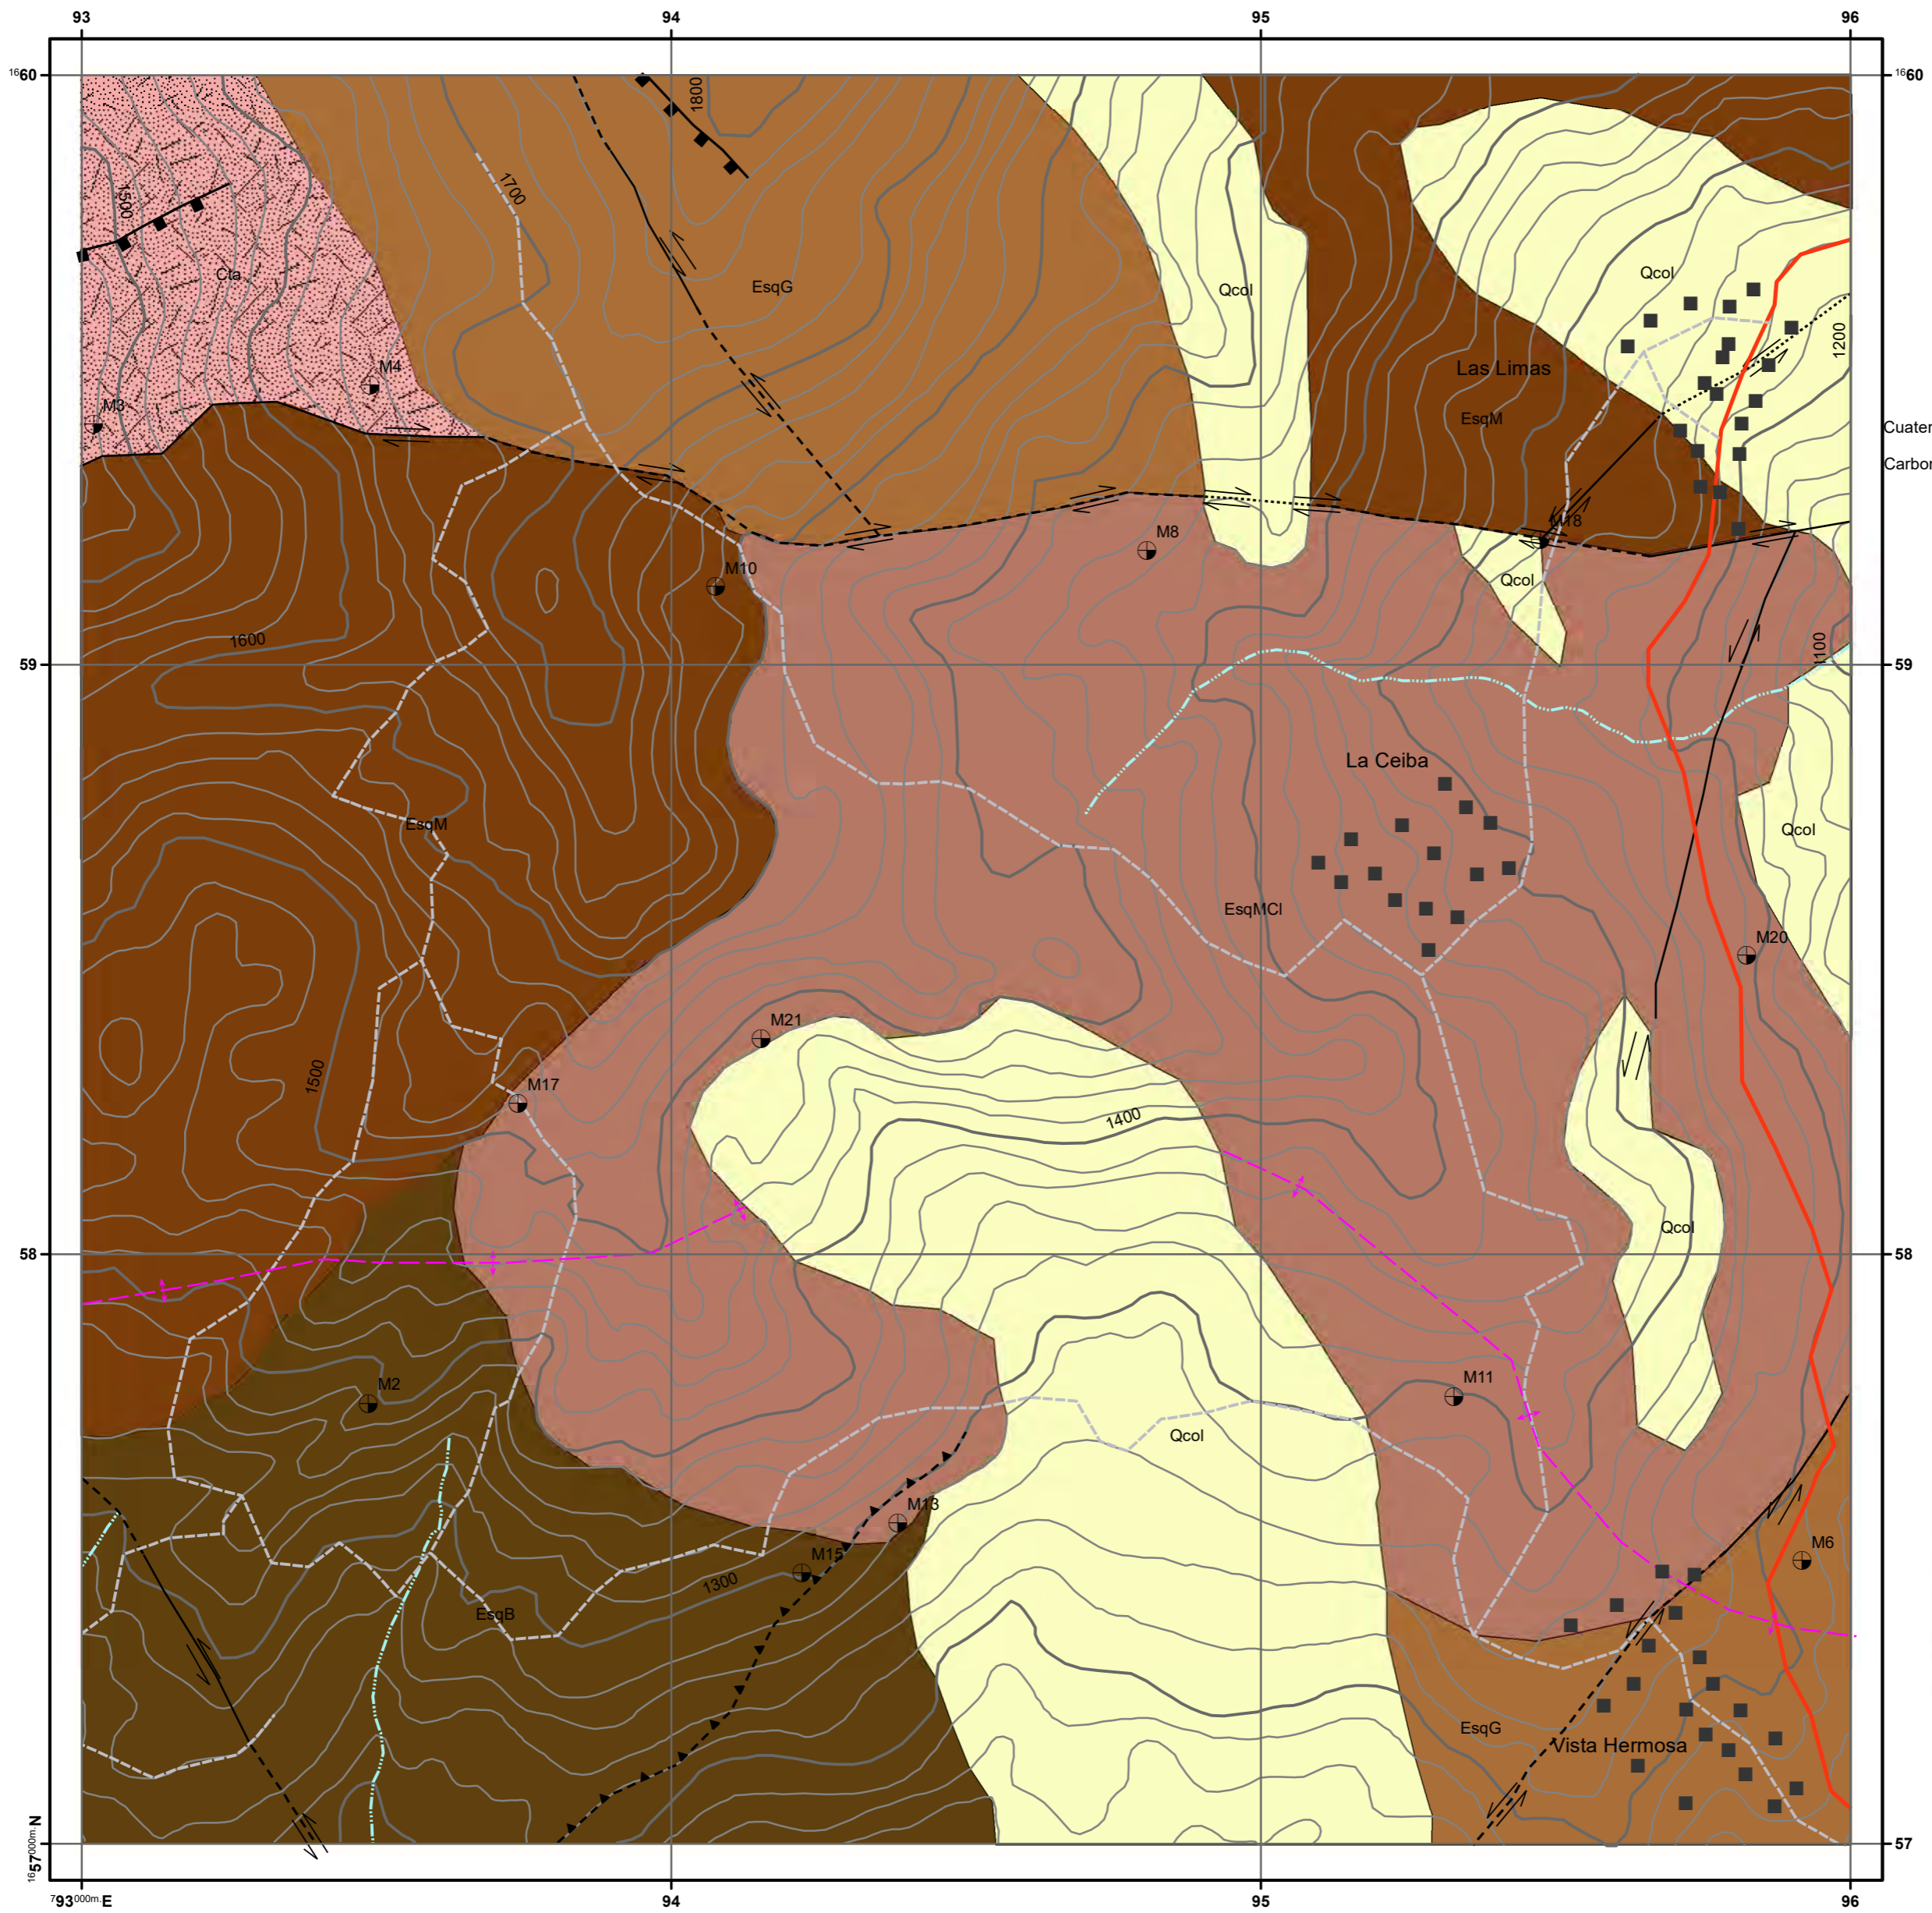 93 94 95 96
1660 1660
1800
1500
1700
Cta
EsqG
Qcol
Qcol
1200
M4
M3
Las Limas
EsqM
Cuater
Carbor
M18
M8
M10
Qcol
1600
1100
59 59
La Ceiba
EsqM
Qcol
EsqMCl
M20
M21
1500
M17
1400
Qcol
58 58
M2
M11
Qcol
M13
M15
M6
1300
EsqB
EsqG
Vista Hermosa
1657000m.N
57
793000m.E 94 95 96